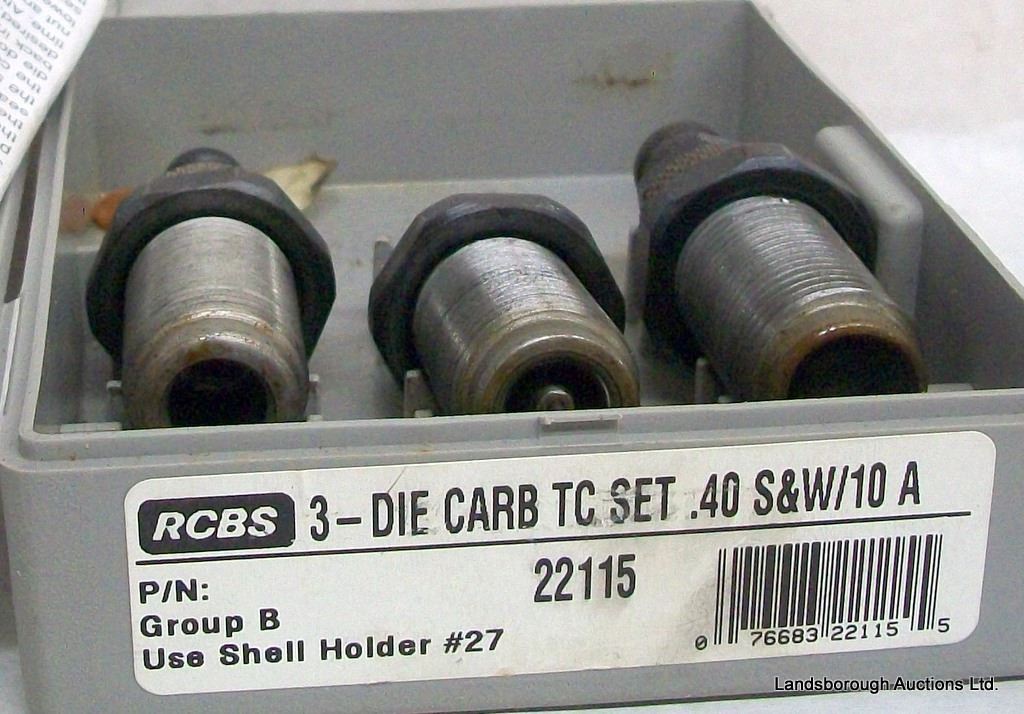 RCBS 3-DIE CARB TC SET .40 S&W/10 A
P/N: 22115
Group B
Use Shell Holder #27
0 76683 22115 5
Landsborough Auctions Ltd.